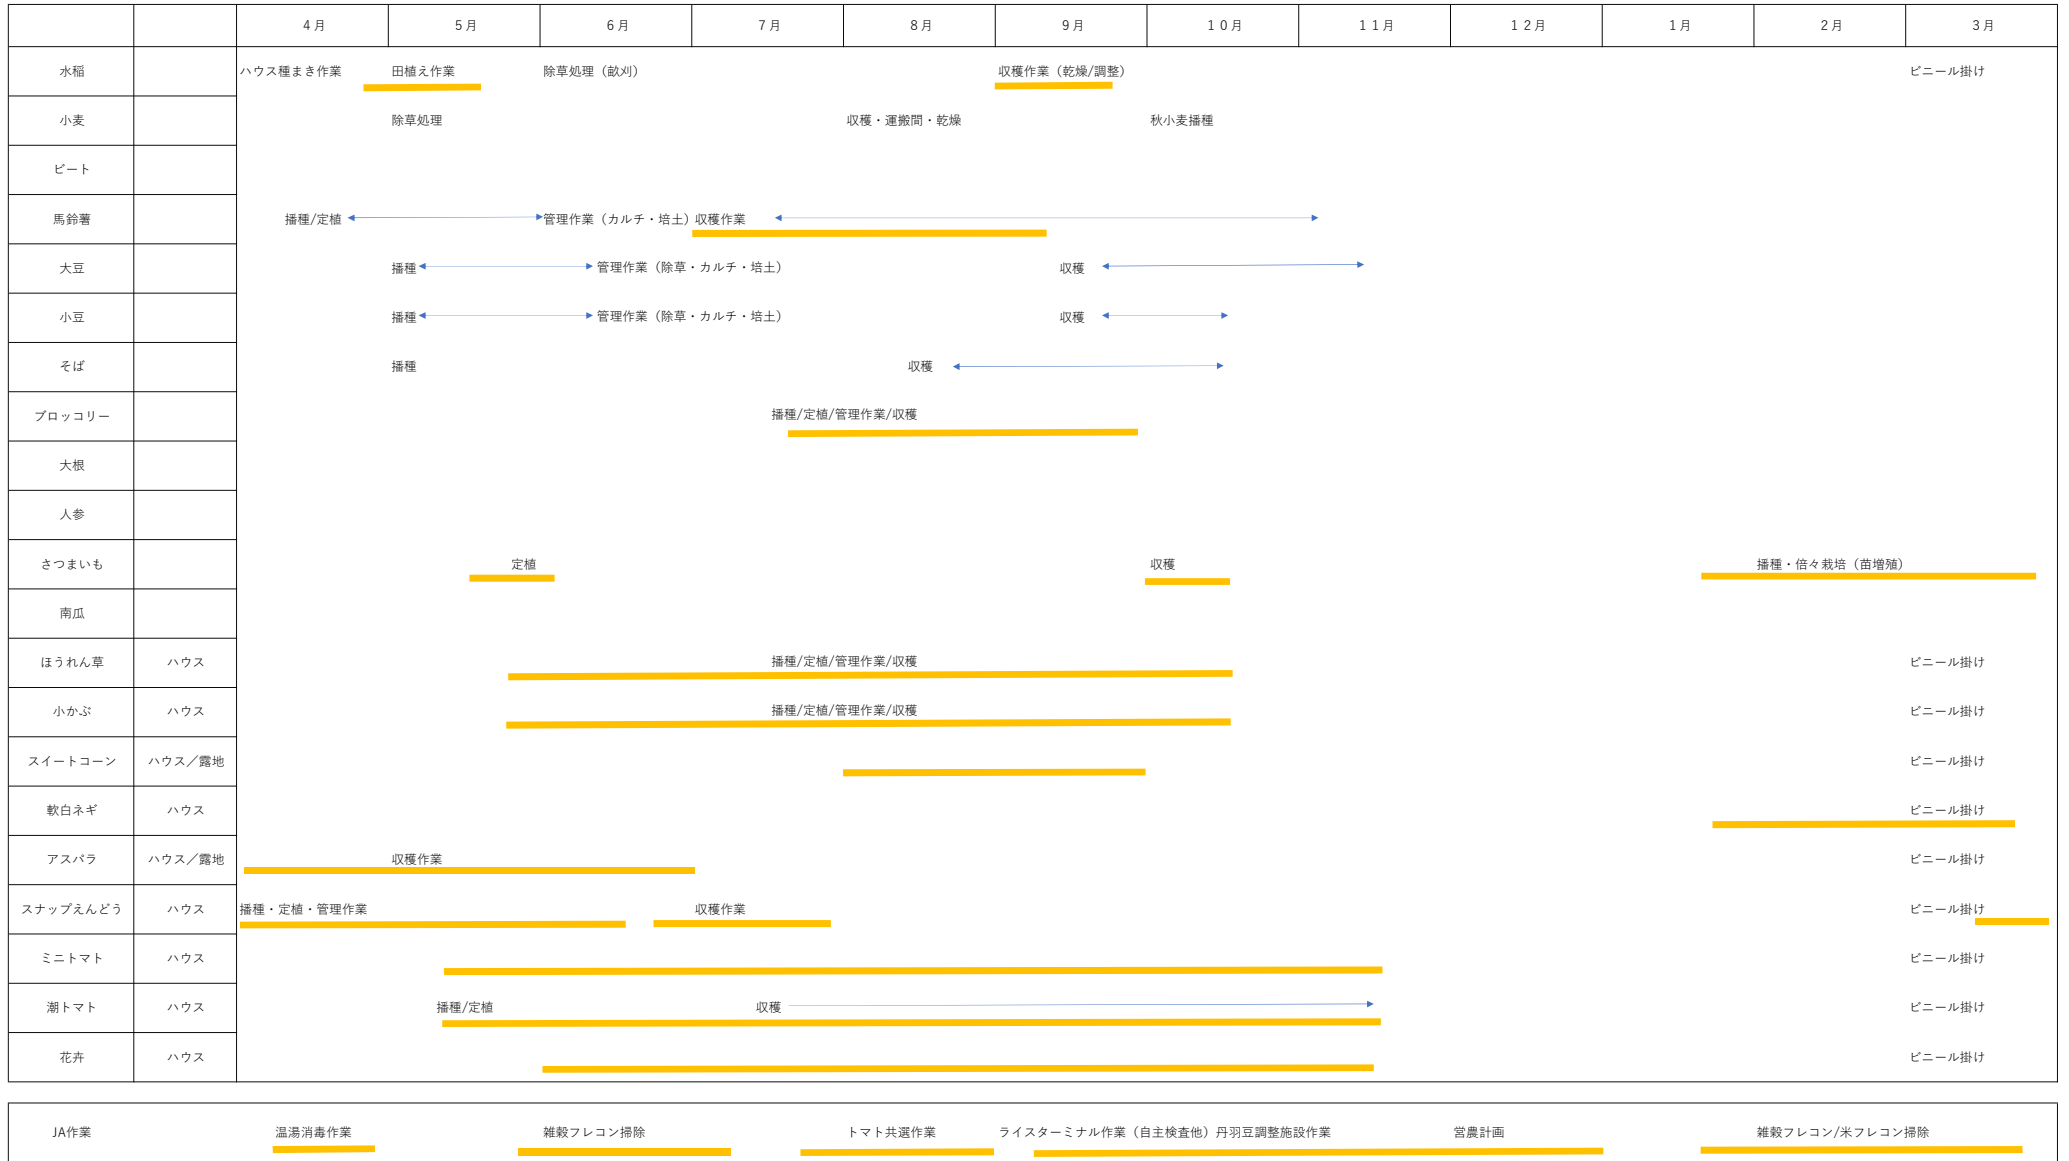 4月 5月 6月 7月 8月 9月 10月 11月 12月 1月 2月 3月
水稲 ハウス種まき作業 田植え作業 除草処理（畝刈） 収穫作業（乾燥/調整） ビニール掛け
小麦 除草処理 収穫・運搬間・乾燥 秋小麦播種
ビート
馬鈴薯 播種/定植 管理作業（カルチ・培土） 収穫作業
大豆 播種 管理作業（除草・カルチ・培土） 収穫
小豆 播種 管理作業（除草・カルチ・培土） 収穫
そば 播種 収穫
ブロッコリー 播種/定植/管理作業/収穫
大根
人参
さつまいも 定植 収穫 播種・倍々栽培（苗増殖）
南瓜
ほうれん草 ハウス 播種/定植/管理作業/収穫 ビニール掛け
小かぶ ハウス 播種/定植/管理作業/収穫 ビニール掛け
スイートコーン ハウス／露地 ビニール掛け
軟白ネギ ハウス ビニール掛け
アスパラ ハウス／露地 収穫作業 ビニール掛け
スナップえんどう ハウス 播種・定植・管理作業 収穫作業 ビニール掛け
ミニトマト ハウス ビニール掛け
潮トマト ハウス 播種/定植 収穫 ビニール掛け
花卉 ハウス ビニール掛け
JA作業 温湯消毒作業 雑穀フレコン掃除 トマト共選作業 ライスターミナル作業（自主検査他）丹羽豆調整施設作業 営農計画 雑穀フレコン/米フレコン掃除